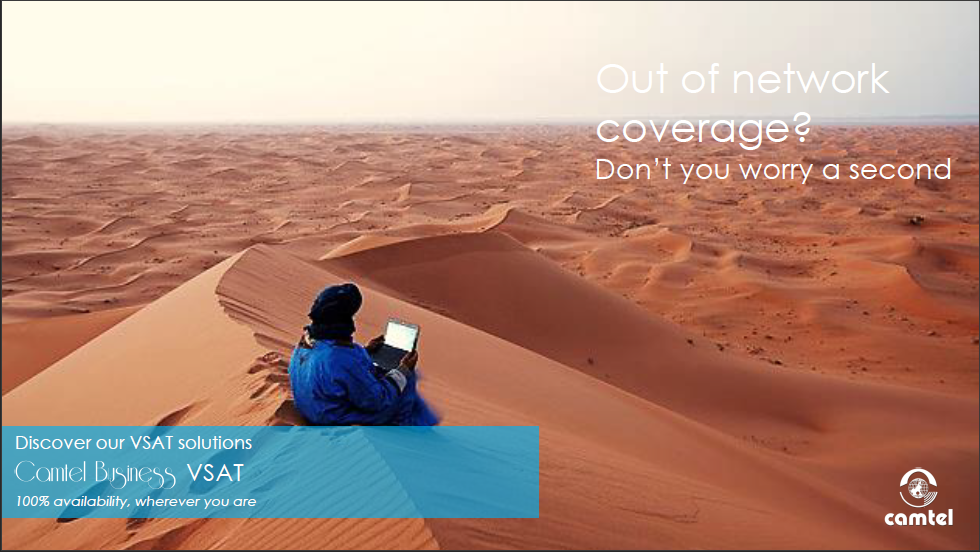 Out of network
coverage?
Don't you worry a second
Discover our VSAT solutions
Camtel Business VSAT
100% availability, wherever you are
camtel